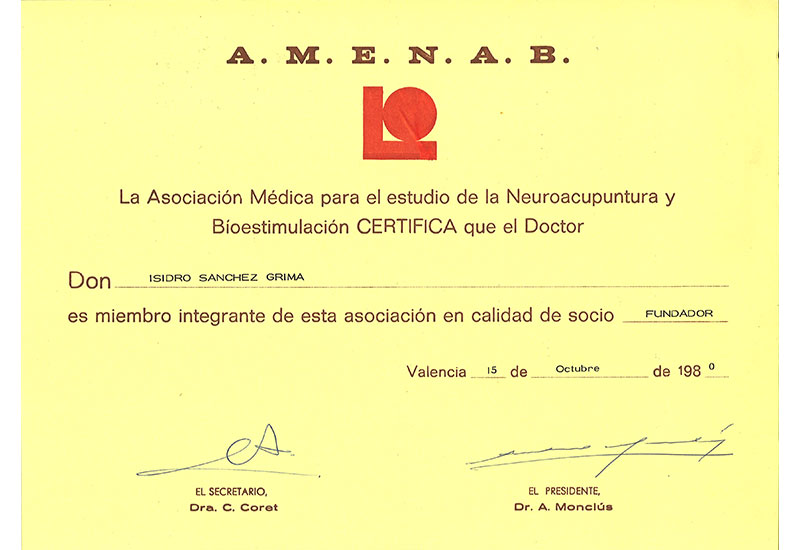 A. M. E. N. A. B.
La Asociación Médica para el estudio de la Neuroacupuntura y
Bioestimulación CERTIFICA que el Doctor
Don ISIDRO SANCHEZ GRIMA
es miembro integrante de esta asociación en calidad de socio FUNDADOR
Valencia 15 de Octubre de 1980
EL SECRETARIO,
Dra. C. Coret
EL PRESIDENTE,
Dr. A. Monclús